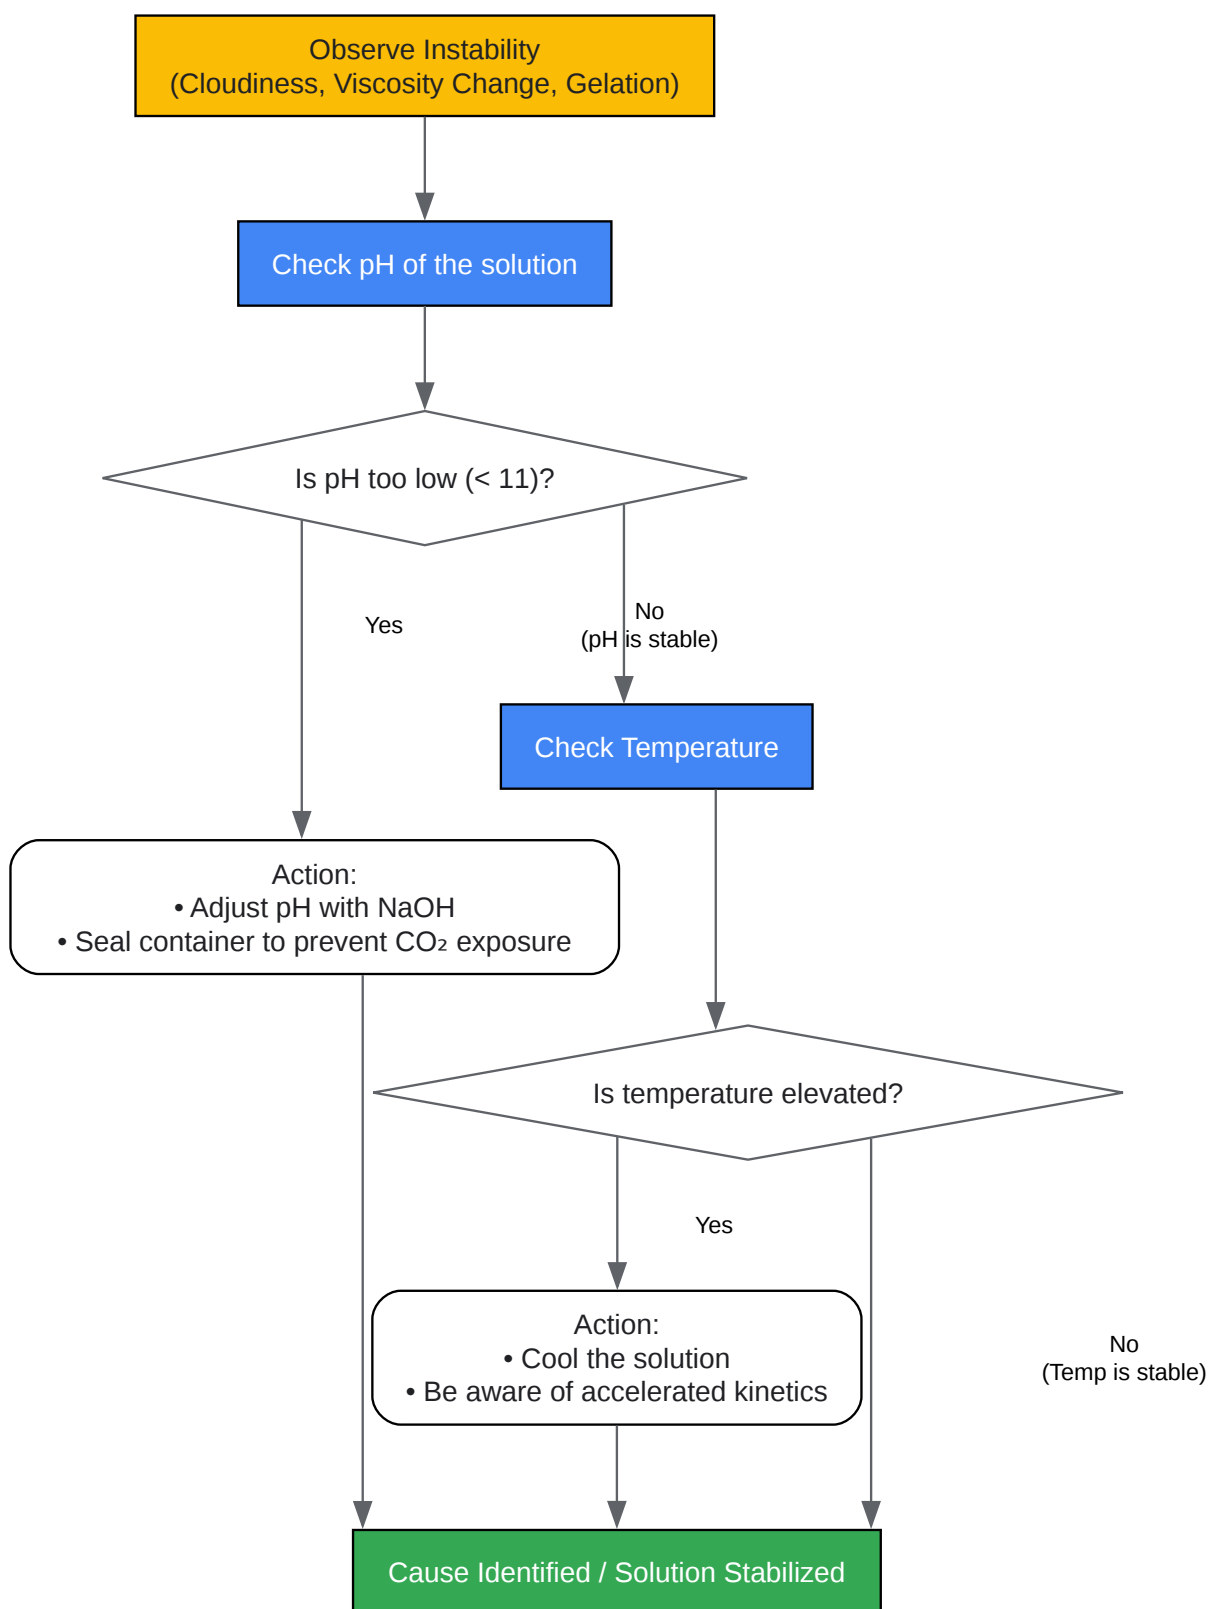 Observe Instability
(Cloudiness, Viscosity Change, Gelation)
Check pH of the solution
Is pH too low (< 11)?
Yes
No
(pH is stable)
Check Temperature
Action:
• Adjust pH with NaOH
• Seal container to prevent CO₂ exposure
Is temperature elevated?
Yes
Action:
• Cool the solution
• Be aware of accelerated kinetics
No
(Temp is stable)
Cause Identified / Solution Stabilized